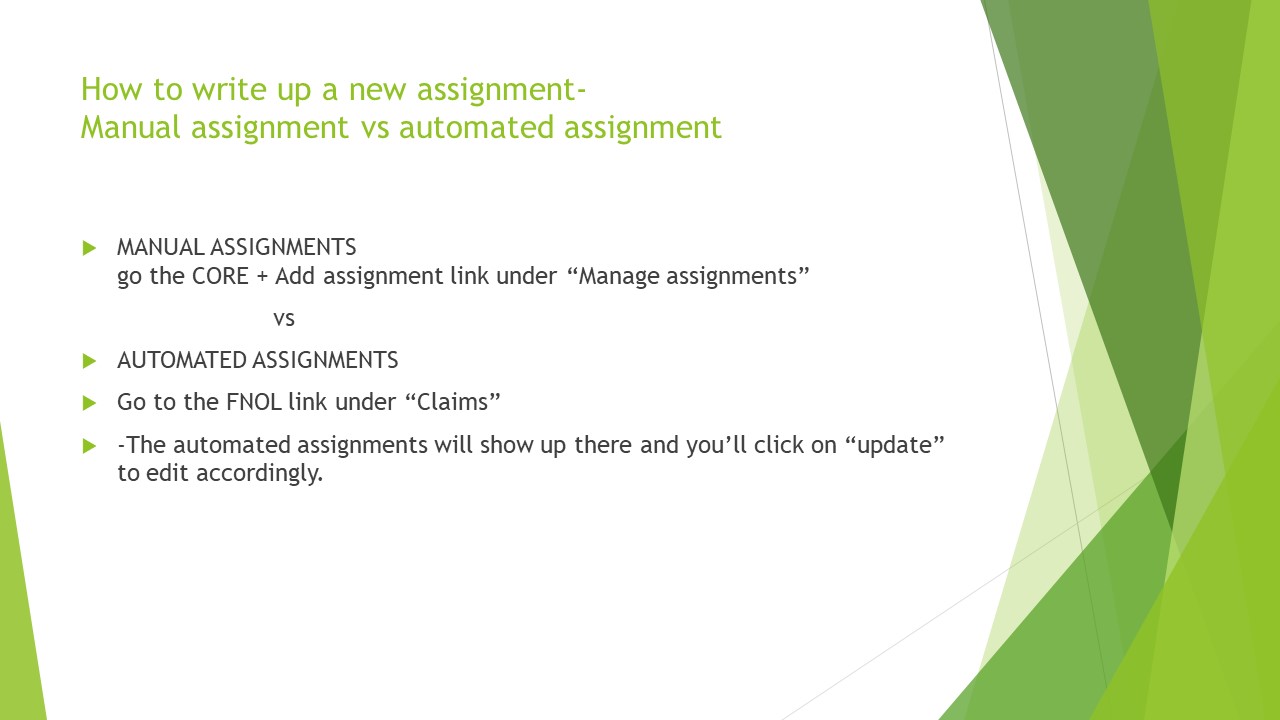 How to write up a new assignment-
Manual assignment vs automated assignment
MANUAL ASSIGNMENTS
go the CORE + Add assignment link under “Manage assignments”
vs
AUTOMATED ASSIGNMENTS
Go to the FNOL link under “Claims”
-The automated assignments will show up there and you’ll click on “update”
to edit accordingly.